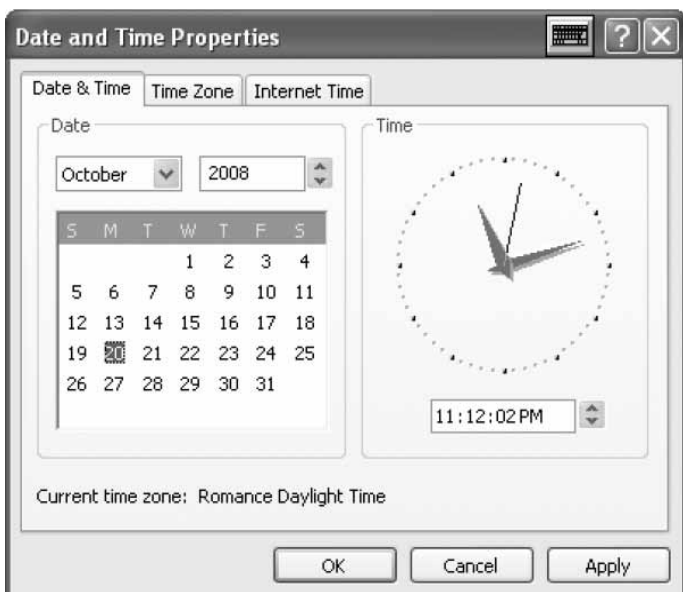 Date and Time Properties
Date & Time Time Zone Internet Time
Date
October 2008
S M T W T F S
1 2 3 4
5 6 7 8 9 10 11
12 13 14 15 16 17 18
19 20 21 22 23 24 25
26 27 28 29 30 31
Time
11:12:02 PM
Current time zone: Romance Daylight Time
OK Cancel Apply